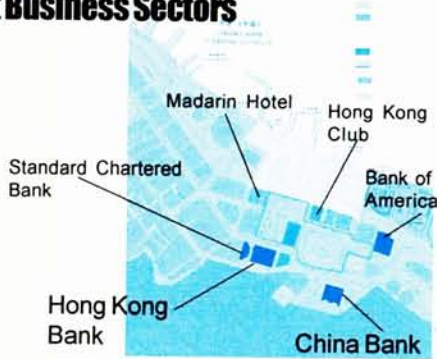 Business Sectors
Madarin Hotel
Hong Kong
Club
Standard Chartered
Bank
Bank of
America
Hong Kong
Bank
China Bank